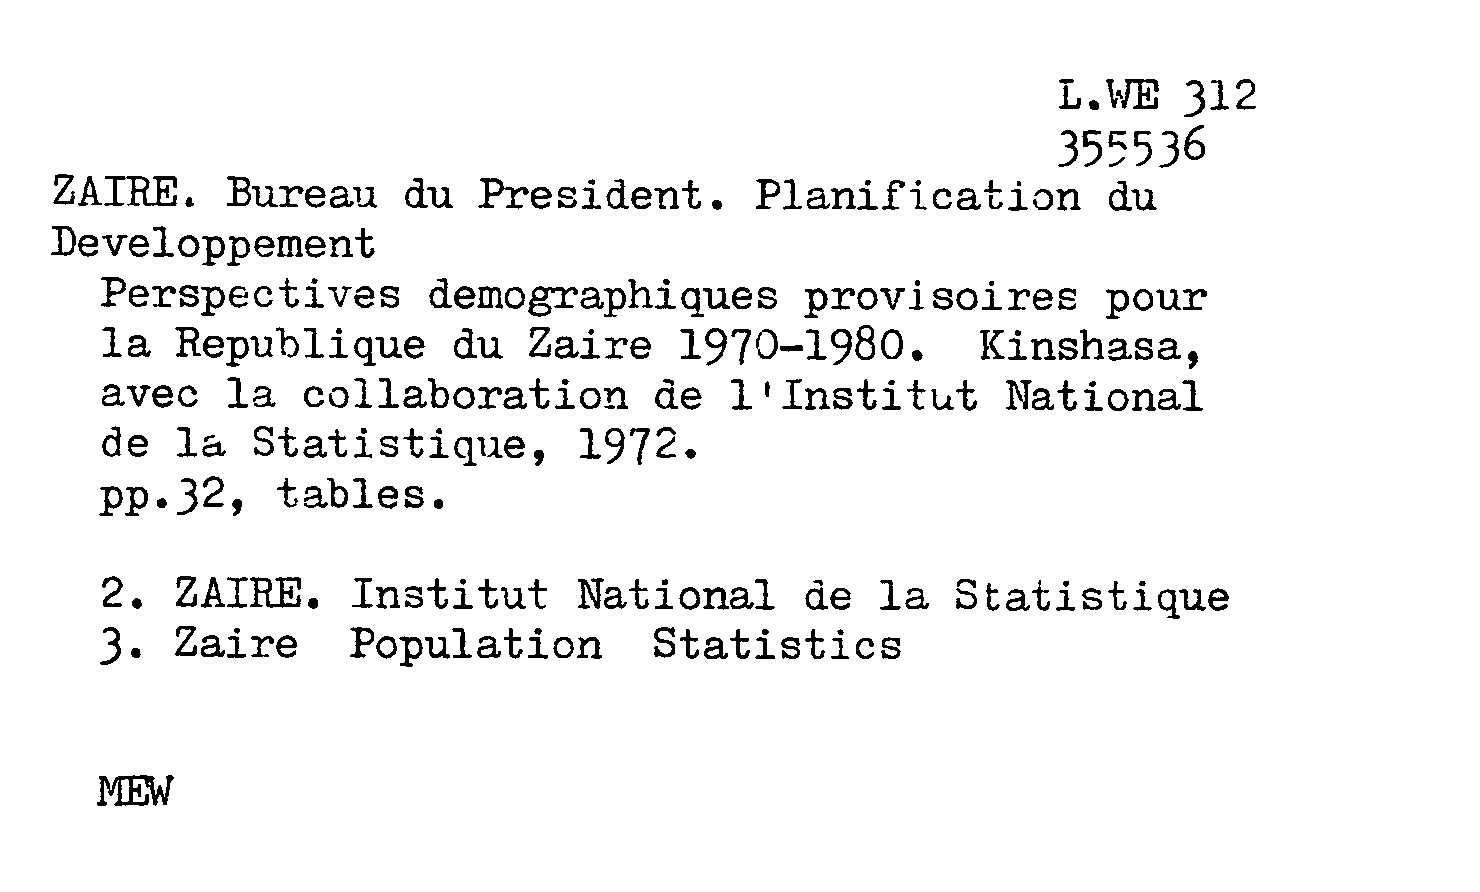 L.WE 312
355536
ZAIRE. Bureau du President. Planification du
Developpement
Perspectives demographiques provisoires pour
la Republique du Zaire 1970-1980. Kinshasa,
avec la collaboration de l'Institut National
de la Statistique, 1972.
pp.32, tables.
2. ZAIRE. Institut National de la Statistique
3. Zaire Population Statistics
MEW